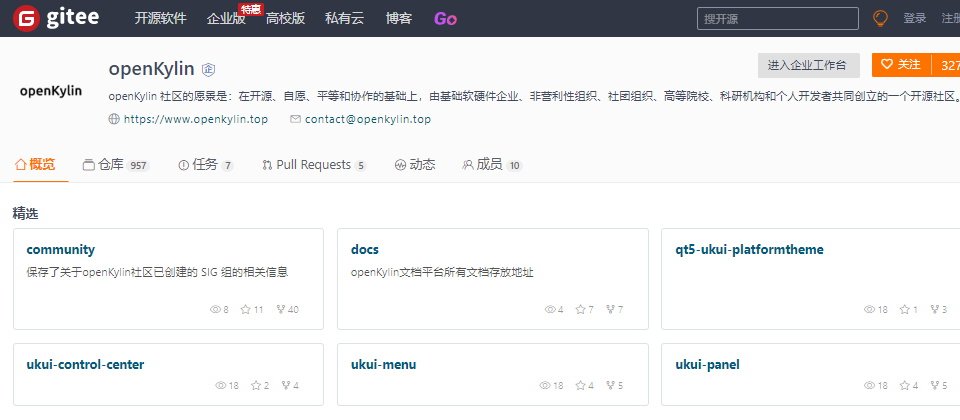 gitee 开源软件 企业版 特惠 高校版 私有云 博客 Go 搜开源 登录 注册
openKylin openKylin 企 进入企业工作台 关注 327
openKylin 社区的愿景是：在开源、自愿、平等和协作的基础上，由基础软硬件企业、非营利性组织、社团组织、高等院校、科研机构和个人开发者共同创立的一个开源社区。
https://www.openkylin.top contact@openkylin.top
概览 仓库 957 任务 7 Pull Requests 5 动态 成员 10
精选
community docs qt5-ukui-platformtheme
保存了关于openKylin社区已创建的 SIG 组的相关信息 openKylin文档平台所有文档存放地址
8 11 40 4 7 7 18 1 3
ukui-control-center ukui-menu ukui-panel
18 2 4 18 4 5 18 4 5